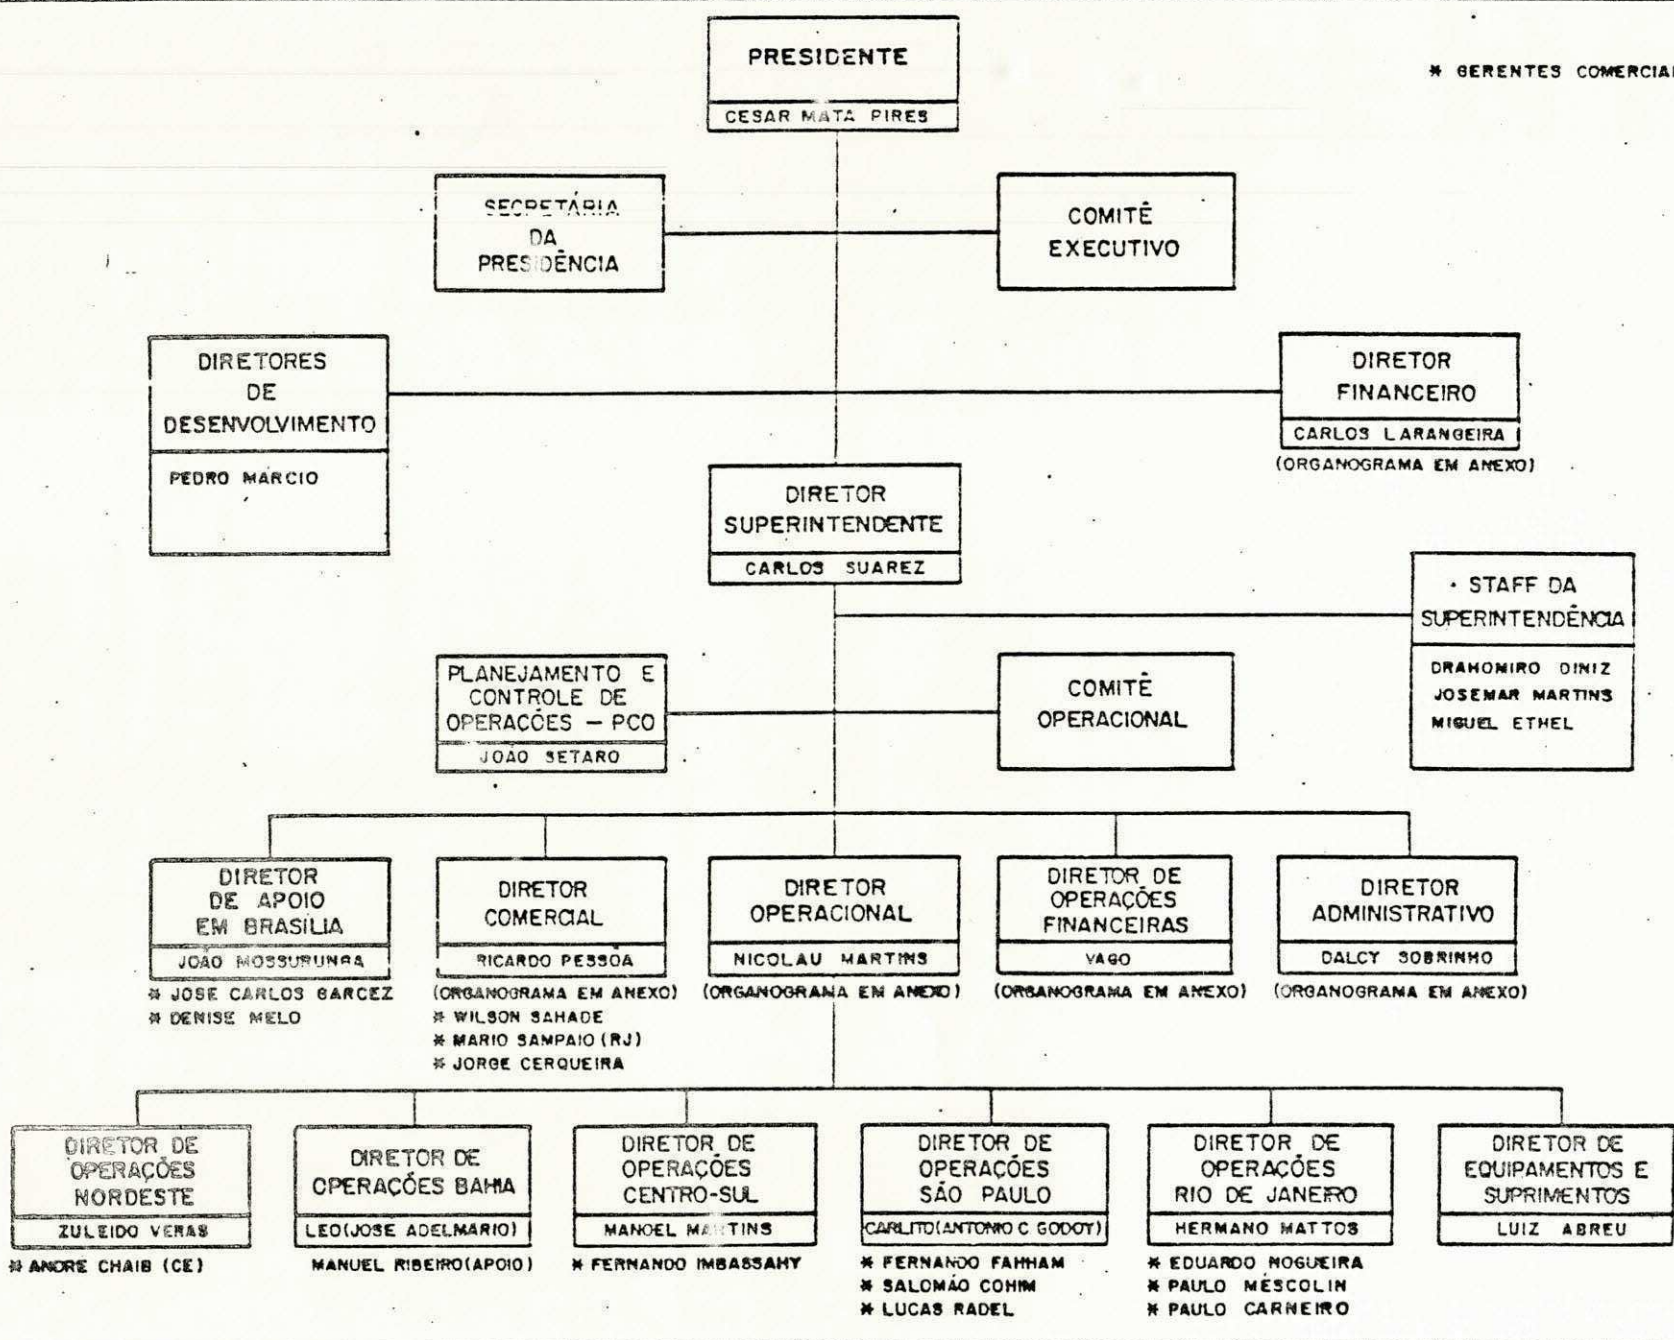 PRESIDENTE
CESAR MATA PIRES
* GERENTES COMERCIAI
SECRETÁRIA
DA
PRESIDÊNCIA
COMITÊ
EXECUTIVO
DIRETORES
DE
DESENVOLVIMENTO
PEDRO MÁRCIO
DIRETOR
FINANCEIRO
CARLOS LARANGEIRA
(ORGANOGRAMA EM ANEXO)
DIRETOR
SUPERINTENDENTE
CARLOS SUAREZ
STAFF DA
SUPERINTENDÊNCIA
DRAHOMIRO DINIZ
JOSEMAR MARTINS
MIGUEL ETHEL
PLANEJAMENTO E
CONTROLE DE
OPERAÇÕES – PCO
JOÃO SETARO
COMITÊ
OPERACIONAL
DIRETOR
DE APOIO
EM BRASÍLIA
JOÃO MOSSURUNGA
* JOSE CARLOS GARCEZ
* DENISE MELO
DIRETOR
COMERCIAL
RICARDO PESSÔA
(ORGANOGRAMA EM ANEXO)
* WILSON SAHADE
* MARIO SAMPAIO (RJ)
* JORGE CERQUEIRA
DIRETOR
OPERACIONAL
NICOLAU MARTINS
(ORGANOGRAMA EM ANEXO)
DIRETOR DE
OPERAÇÕES
FINANCEIRAS
VAGO
(ORGANOGRAMA EM ANEXO)
DIRETOR
ADMINISTRATIVO
DALCY SOBRINHO
(ORGANOGRAMA EM ANEXO)
DIRETOR DE
OPERAÇÕES
NORDESTE
ZULEIDO VERAS
* ANDRE CHAIB (CE)
DIRETOR DE
OPERAÇÕES BAHIA
LEO(JOSE ADELMÁRIO)
MANUEL RIBEIRO(APOIO)
DIRETOR DE
OPERAÇÕES
CENTRO-SUL
MANOEL MARTINS
* FERNANDO IMBASSAHY
DIRETOR DE
OPERAÇÕES
SÃO PAULO
CARLITO(ANTONIO C GODOY)
* FERNANDO FAHHAM
* SALOMÃO COHIM
* LUCAS RADEL
DIRETOR DE
OPERAÇÕES
RIO DE JANEIRO
HERMANO MATTOS
* EDUARDO NOGUEIRA
* PAULO MÉSCOLIN
* PAULO CARNEIRO
DIRETOR DE
EQUIPAMENTOS E
SUPRIMENTOS
LUIZ ABREU